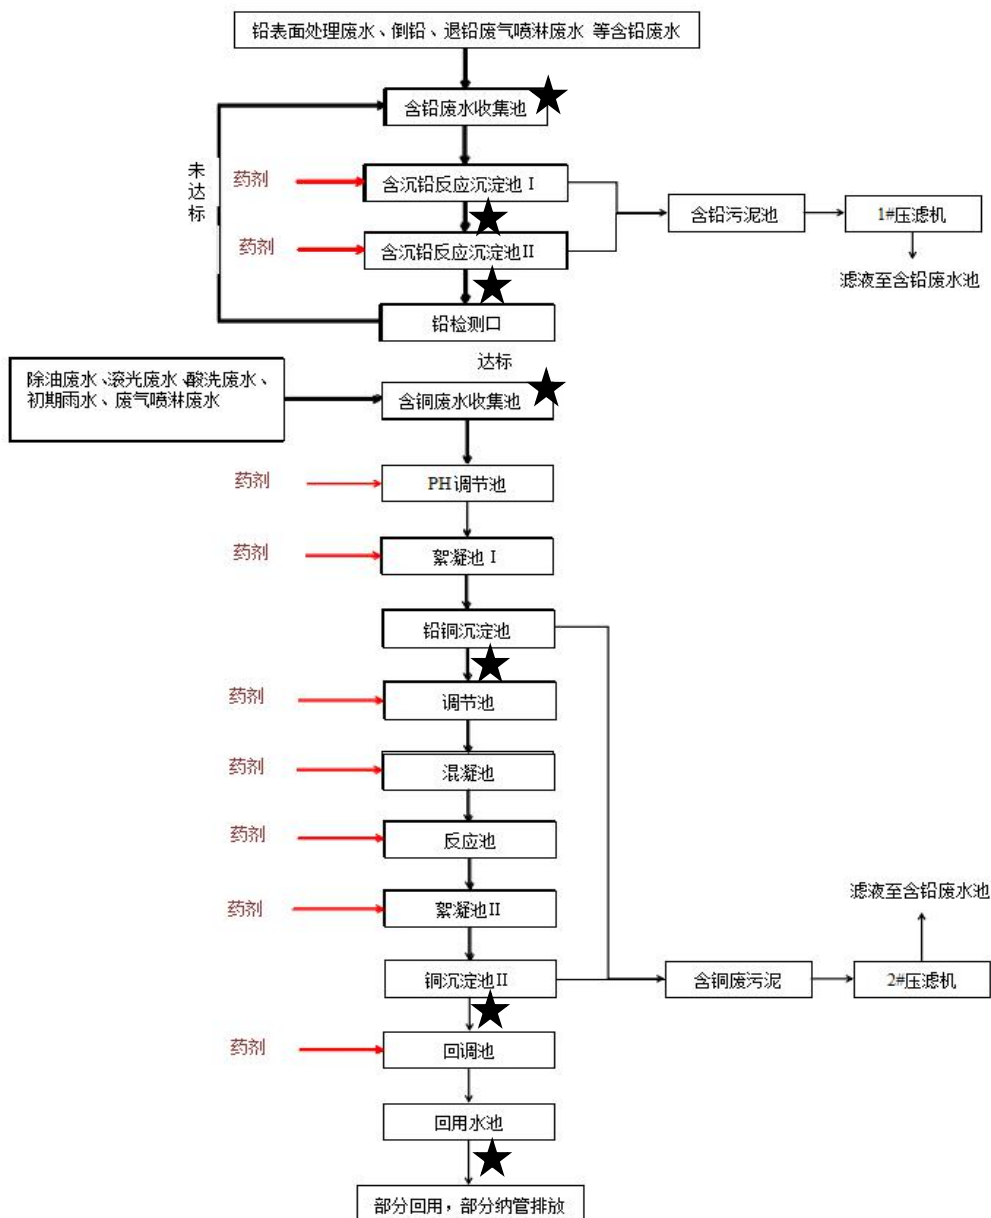 铅表面处理废水、倒铅、退铅废气喷淋废水 等含铅废水
含铅废水收集池
未达标
药剂
含沉铅反应沉淀池 I
含铅污泥池
1#压滤机
药剂
含沉铅反应沉淀池II
滤液至含铅废水池
铅检测口
达标
除油废水、滚光废水、酸洗废水、
初期雨水、废气喷淋废水
含铜废水收集池
药剂
PH调节池
药剂
絮凝池 I
铅铜沉淀池
药剂
调节池
药剂
混凝池
药剂
反应池
滤液至含铅废水池
药剂
絮凝池II
铜沉淀池II
含铜废污泥
2#压滤机
药剂
回调池
回用水池
部分回用，部分纳管排放